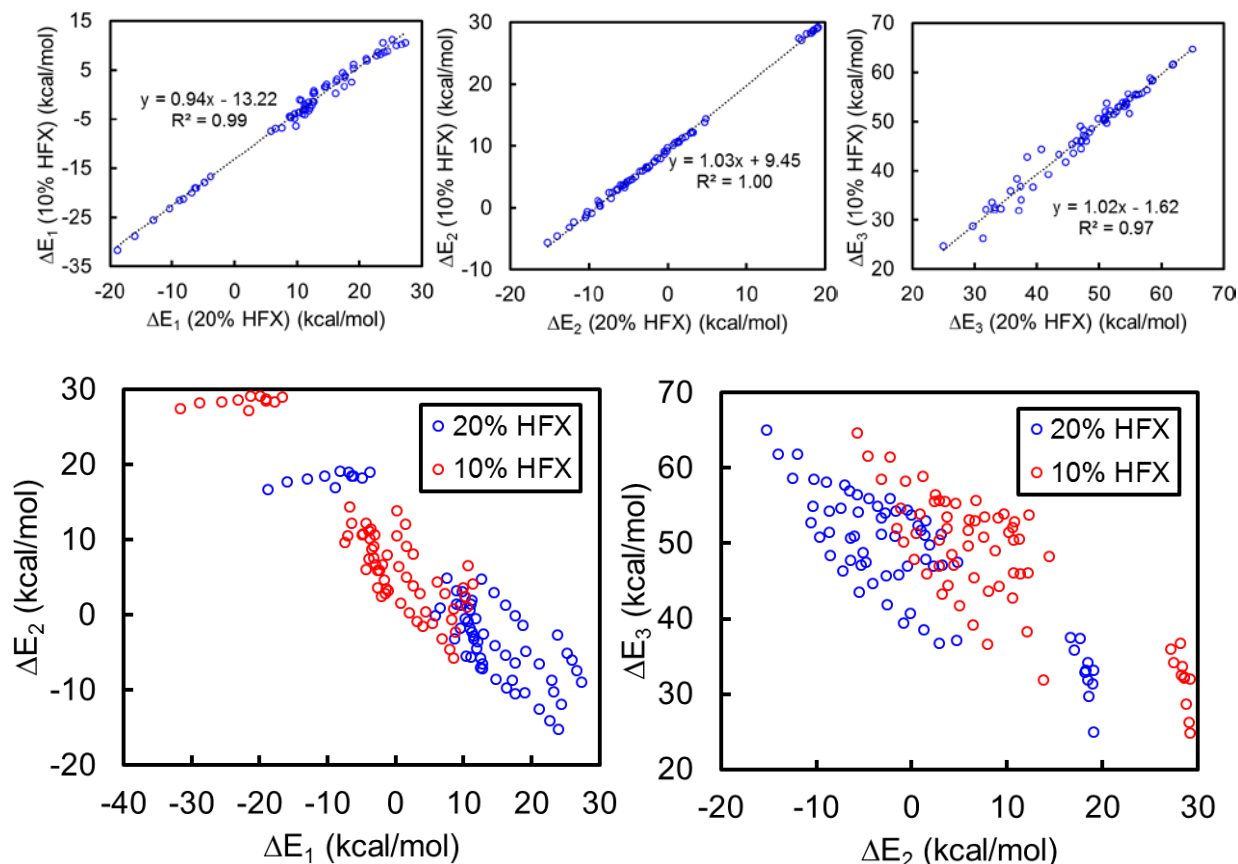 15
5
-5
-15
-25
-35
ΔE₁ (10% HFX) (kcal/mol)
y = 0.94x - 13.22
R² = 0.99
-20 -10 0 10 20 30
ΔE₁ (20% HFX) (kcal/mol)
30
20
10
0
-10
ΔE₂ (10% HFX) (kcal/mol)
y = 1.03x + 9.45
R² = 1.00
-20 -10 0 10 20
ΔE₂ (20% HFX) (kcal/mol)
70
60
50
40
30
20
ΔE₃ (10% HFX) (kcal/mol)
y = 1.02x - 1.62
R² = 0.97
20 30 40 50 60 70
ΔE₃ (20% HFX) (kcal/mol)
30
20
10
0
-10
-20
ΔE₂ (kcal/mol)
20% HFX
10% HFX
-40 -30 -20 -10 0 10 20 30
ΔE₁ (kcal/mol)
70
60
50
40
30
20
ΔE₃ (kcal/mol)
20% HFX
10% HFX
-20 -10 0 10 20 30
ΔE₂ (kcal/mol)